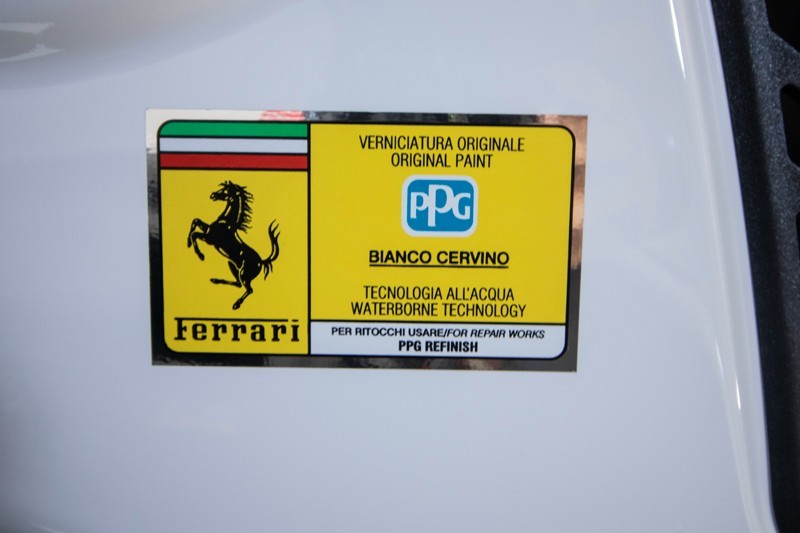 VERNICIATURA ORIGINALE
ORIGINAL PAINT
PPG
BIANCO CERVINO
TECNOLOGIA ALL'ACQUA
WATERBORNE TECHNOLOGY
Ferrari
PER RITOCCHI USARE/FOR REPAIR WORKS
PPG REFINISH